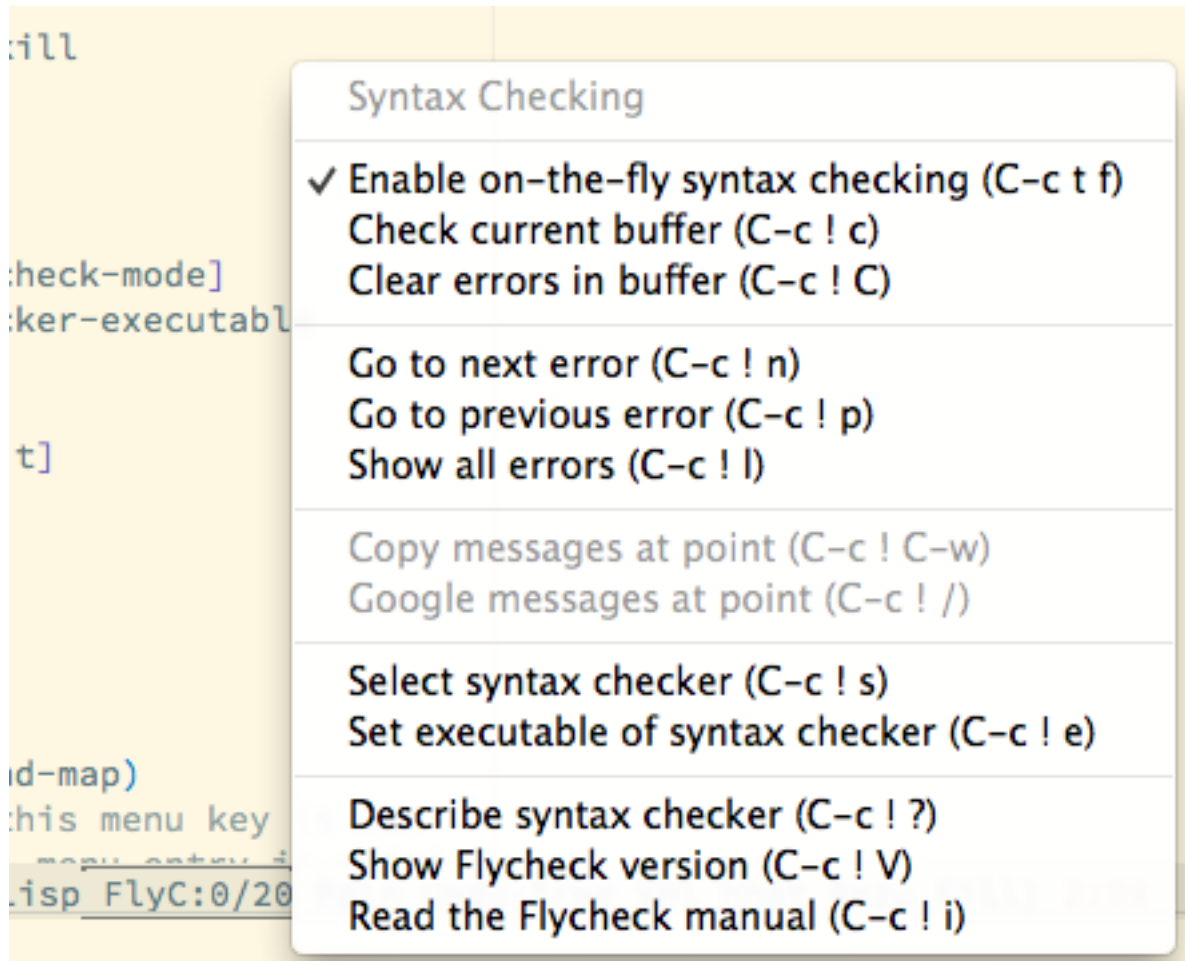 ill
Syntax Checking
✓ Enable on-the-fly syntax checking (C-c t f)
Check current buffer (C-c ! c)
Clear errors in buffer (C-c ! C)
heck-mode]
ker-executabl
Go to next error (C-c ! n)
Go to previous error (C-c ! p)
t]
Show all errors (C-c ! l)
Copy messages at point (C-c ! C-w)
Google messages at point (C-c ! /)
Select syntax checker (C-c ! s)
Set executable of syntax checker (C-c ! e)
d-map)
his menu key
Describe syntax checker (C-c ! ?)
menu entry i
Show Flycheck version (C-c ! V)
isp FlyC:0/20
Read the Flycheck manual (C-c ! i)